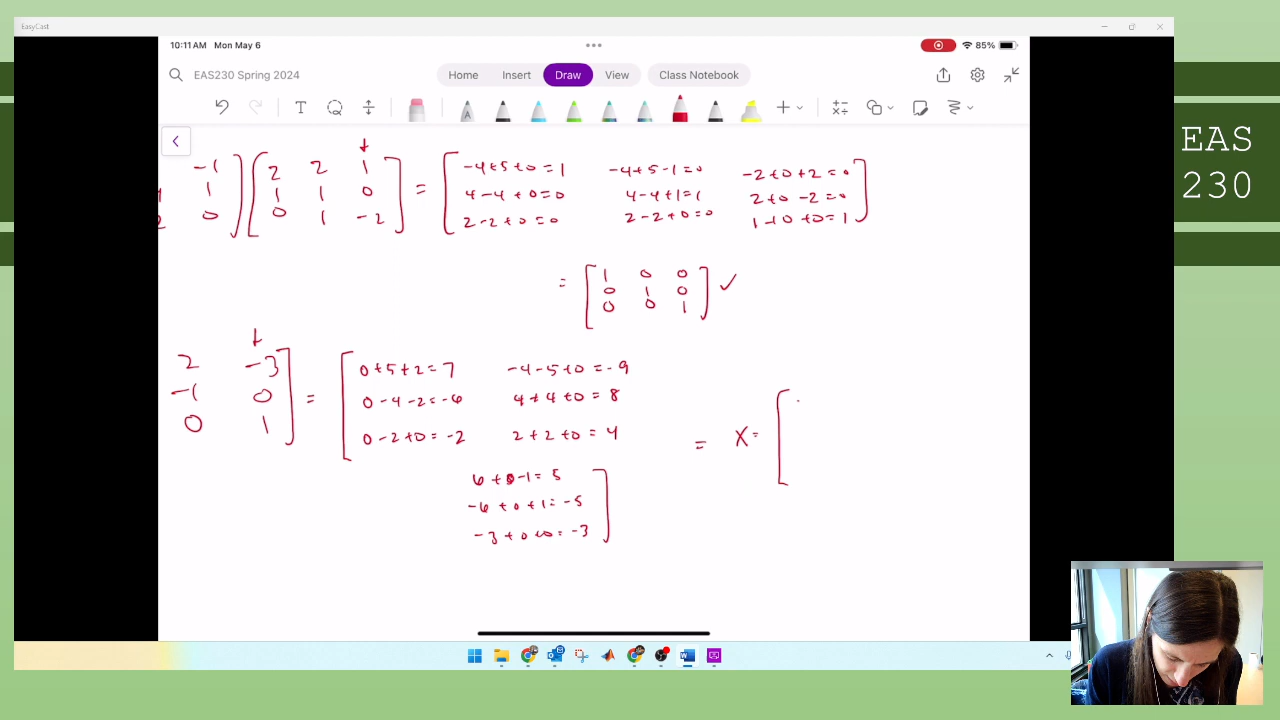 EasyCast
10:11 AM Mon May 6
85%
EAS230 Spring 2024
Home Insert Draw View Class Notebook
EAS
230
-1 2 2 1 -4+5+0=1 -4+5-1=0 -2+0+2=0
1 1 1 0 = 4-4+0=0 4-4+1=1 2+0-2=0
0 0 1 -2 2-2+0=0 2-2+0=0 1+0+0=1
1 0 0
= 0 1 0 ✓
0 0 1
2 -3 0+5+2=7 -4-5+0=-9
-1 0 = 0-4-2=-6 4+4+0=8
0 1 0-2+0=-2 2+2+0=4
= X= [
6+0-1=5
-6+0+1=-5
-3+0+0=-3